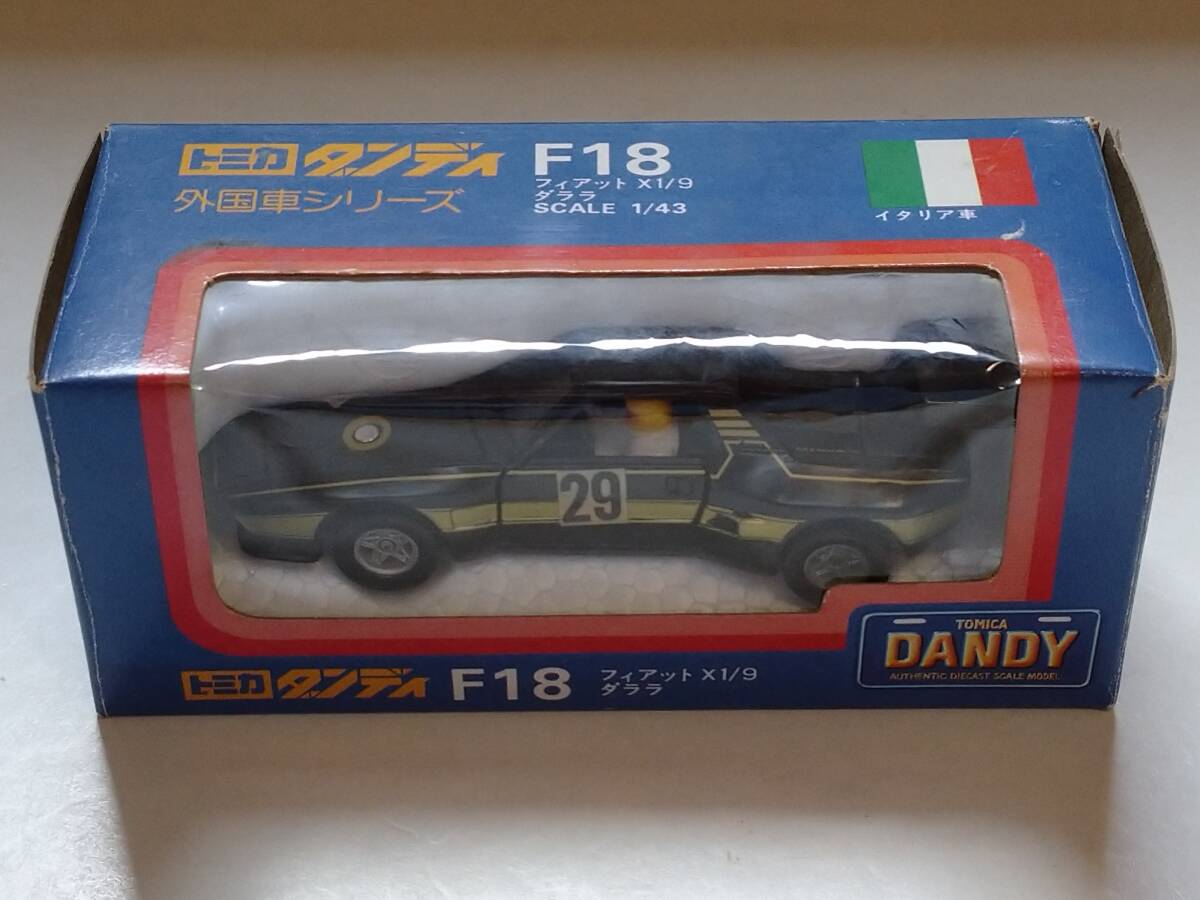 トミカ ダンディ F18
外国車シリーズ
フィアット X1/9
ダララ
SCALE 1/43
イタリア車
29
トミカ ダンディ F18 フィアット X1/9
ダララ
TOMICA
DANDY
AUTHENTIC DIECAST SCALE MODEL